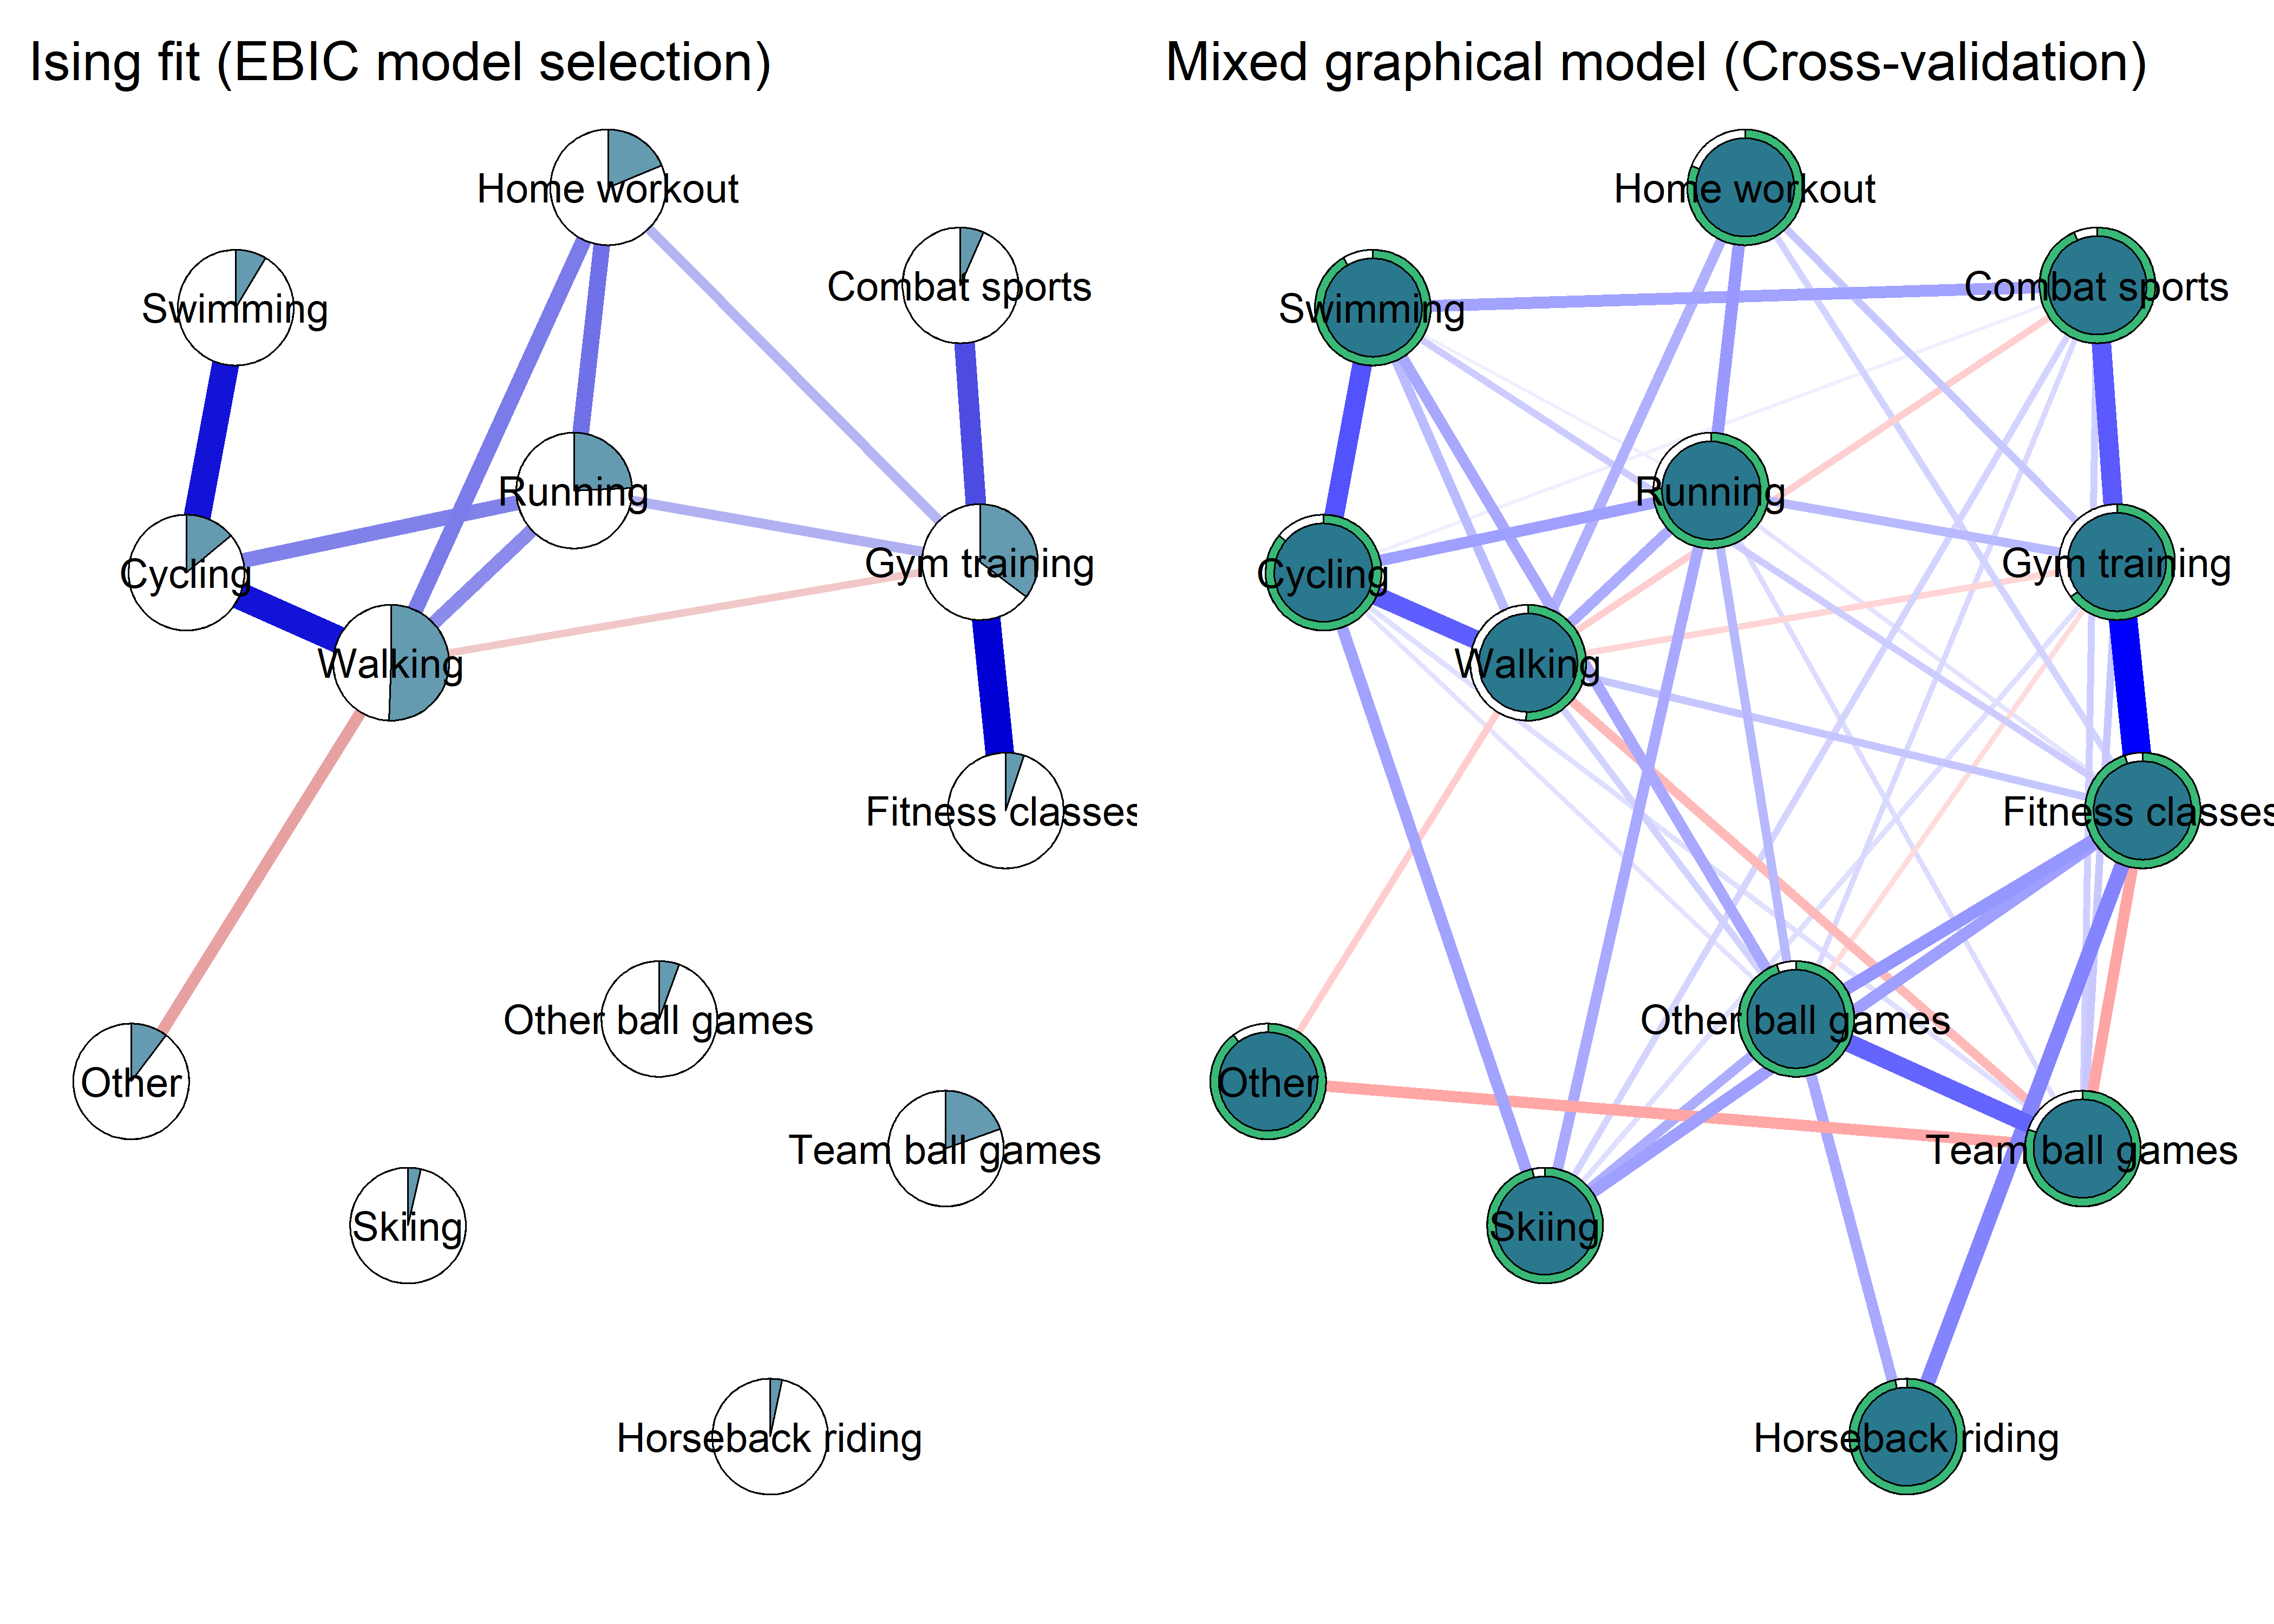 Ising fit (EBIC model selection)
Home workout
Swimming
Combat sports
Running
Cycling
Gym training
Walking
Fitness classes
Other ball games
Other
Team ball games
Skiing
Horseback riding
Mixed graphical model (Cross-validation)
Home workout
Swimming
Combat sports
Running
Cycling
Gym training
Walking
Fitness classes
Other ball games
Other
Team ball games
Skiing
Horseback riding